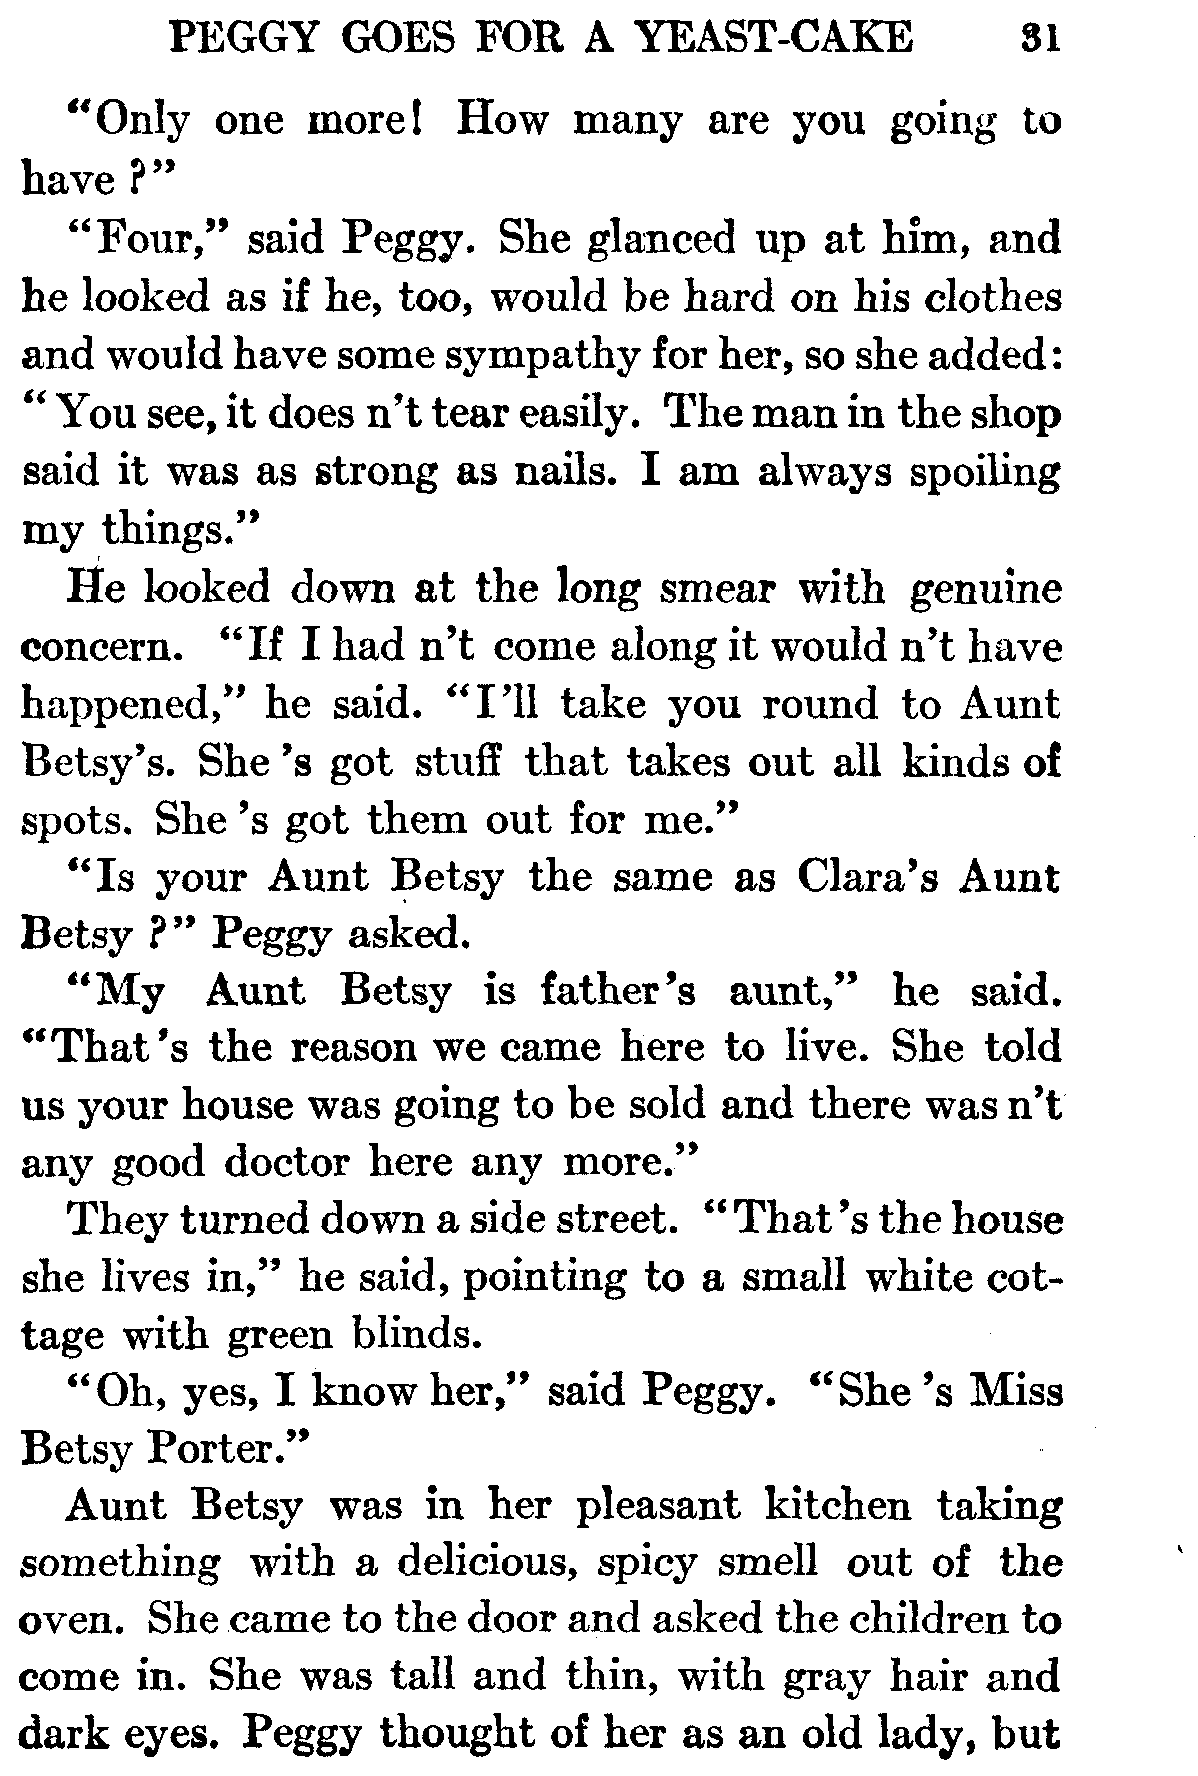 PEGGY GOES FOR A YEAST-CAKE 31
"Only one more! How many are you going to
have?"
"Four," said Peggy. She glanced up at him, and
he looked as if he, too, would be hard on his clothes
and would have some sympathy for her, so she added:
"You see, it does n't tear easily. The man in the shop
said it was as strong as nails. I am always spoiling
my things."
He looked down at the long smear with genuine
concern. "If I had n't come along it would n't have
happened," he said. "I'll take you round to Aunt
Betsy's. She's got stuff that takes out all kinds of
spots. She's got them out for me."
"Is your Aunt Betsy the same as Clara's Aunt
Betsy?" Peggy asked.
"My Aunt Betsy is father's aunt," he said.
"That's the reason we came here to live. She told
us your house was going to be sold and there was n't
any good doctor here any more."
They turned down a side street. "That's the house
she lives in," he said, pointing to a small white cot-
tage with green blinds.
"Oh, yes, I know her," said Peggy. "She's Miss
Betsy Porter."
Aunt Betsy was in her pleasant kitchen taking
something with a delicious, spicy smell out of the
oven. She came to the door and asked the children to
come in. She was tall and thin, with gray hair and
dark eyes. Peggy thought of her as an old lady, but